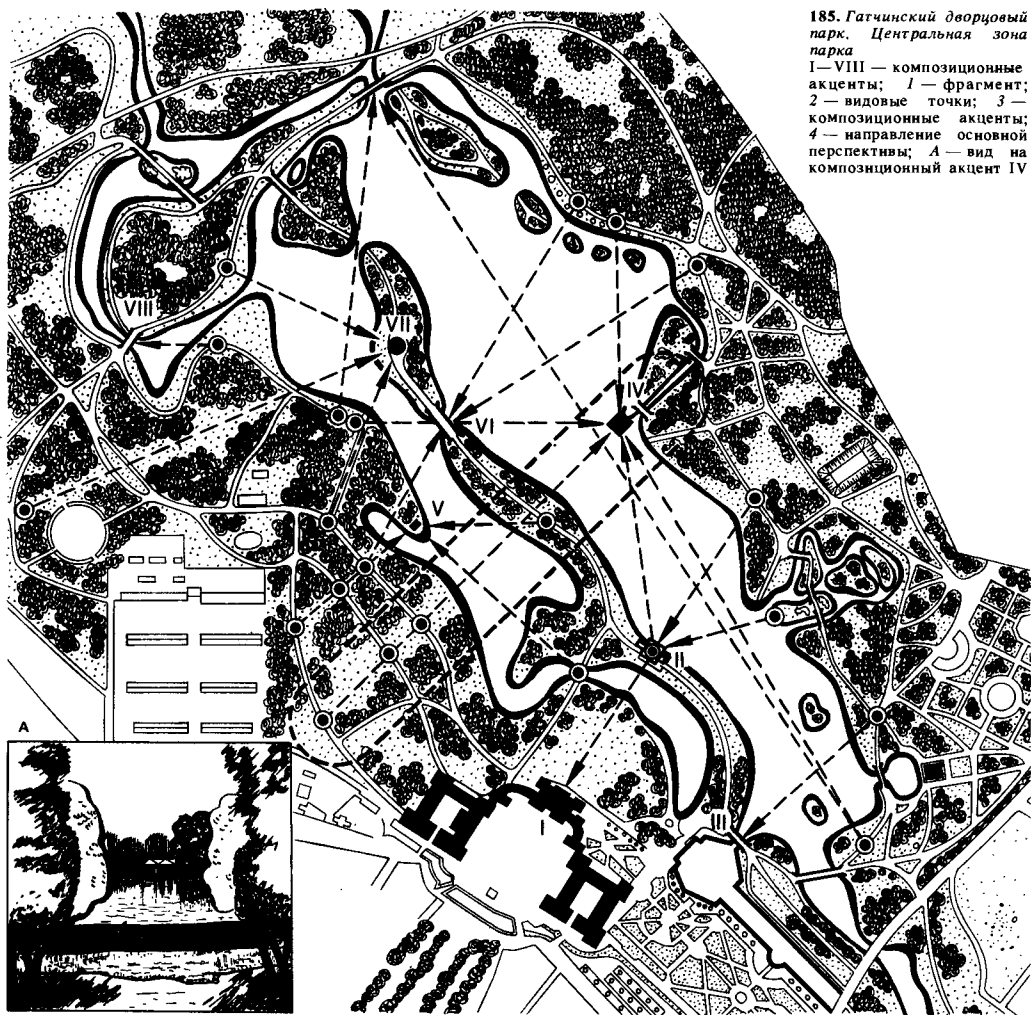 185. Гатчинский дворцовый
парк. Центральная зона
парка
I—VIII — композиционные
акценты; 1 — фрагмент;
2 — видовые точки; 3 —
композиционные акценты;
4 — направление основной
перспективы; А — вид на
композиционный акцент IV
VIII
VII
IV
VI
V
II
III
I
А